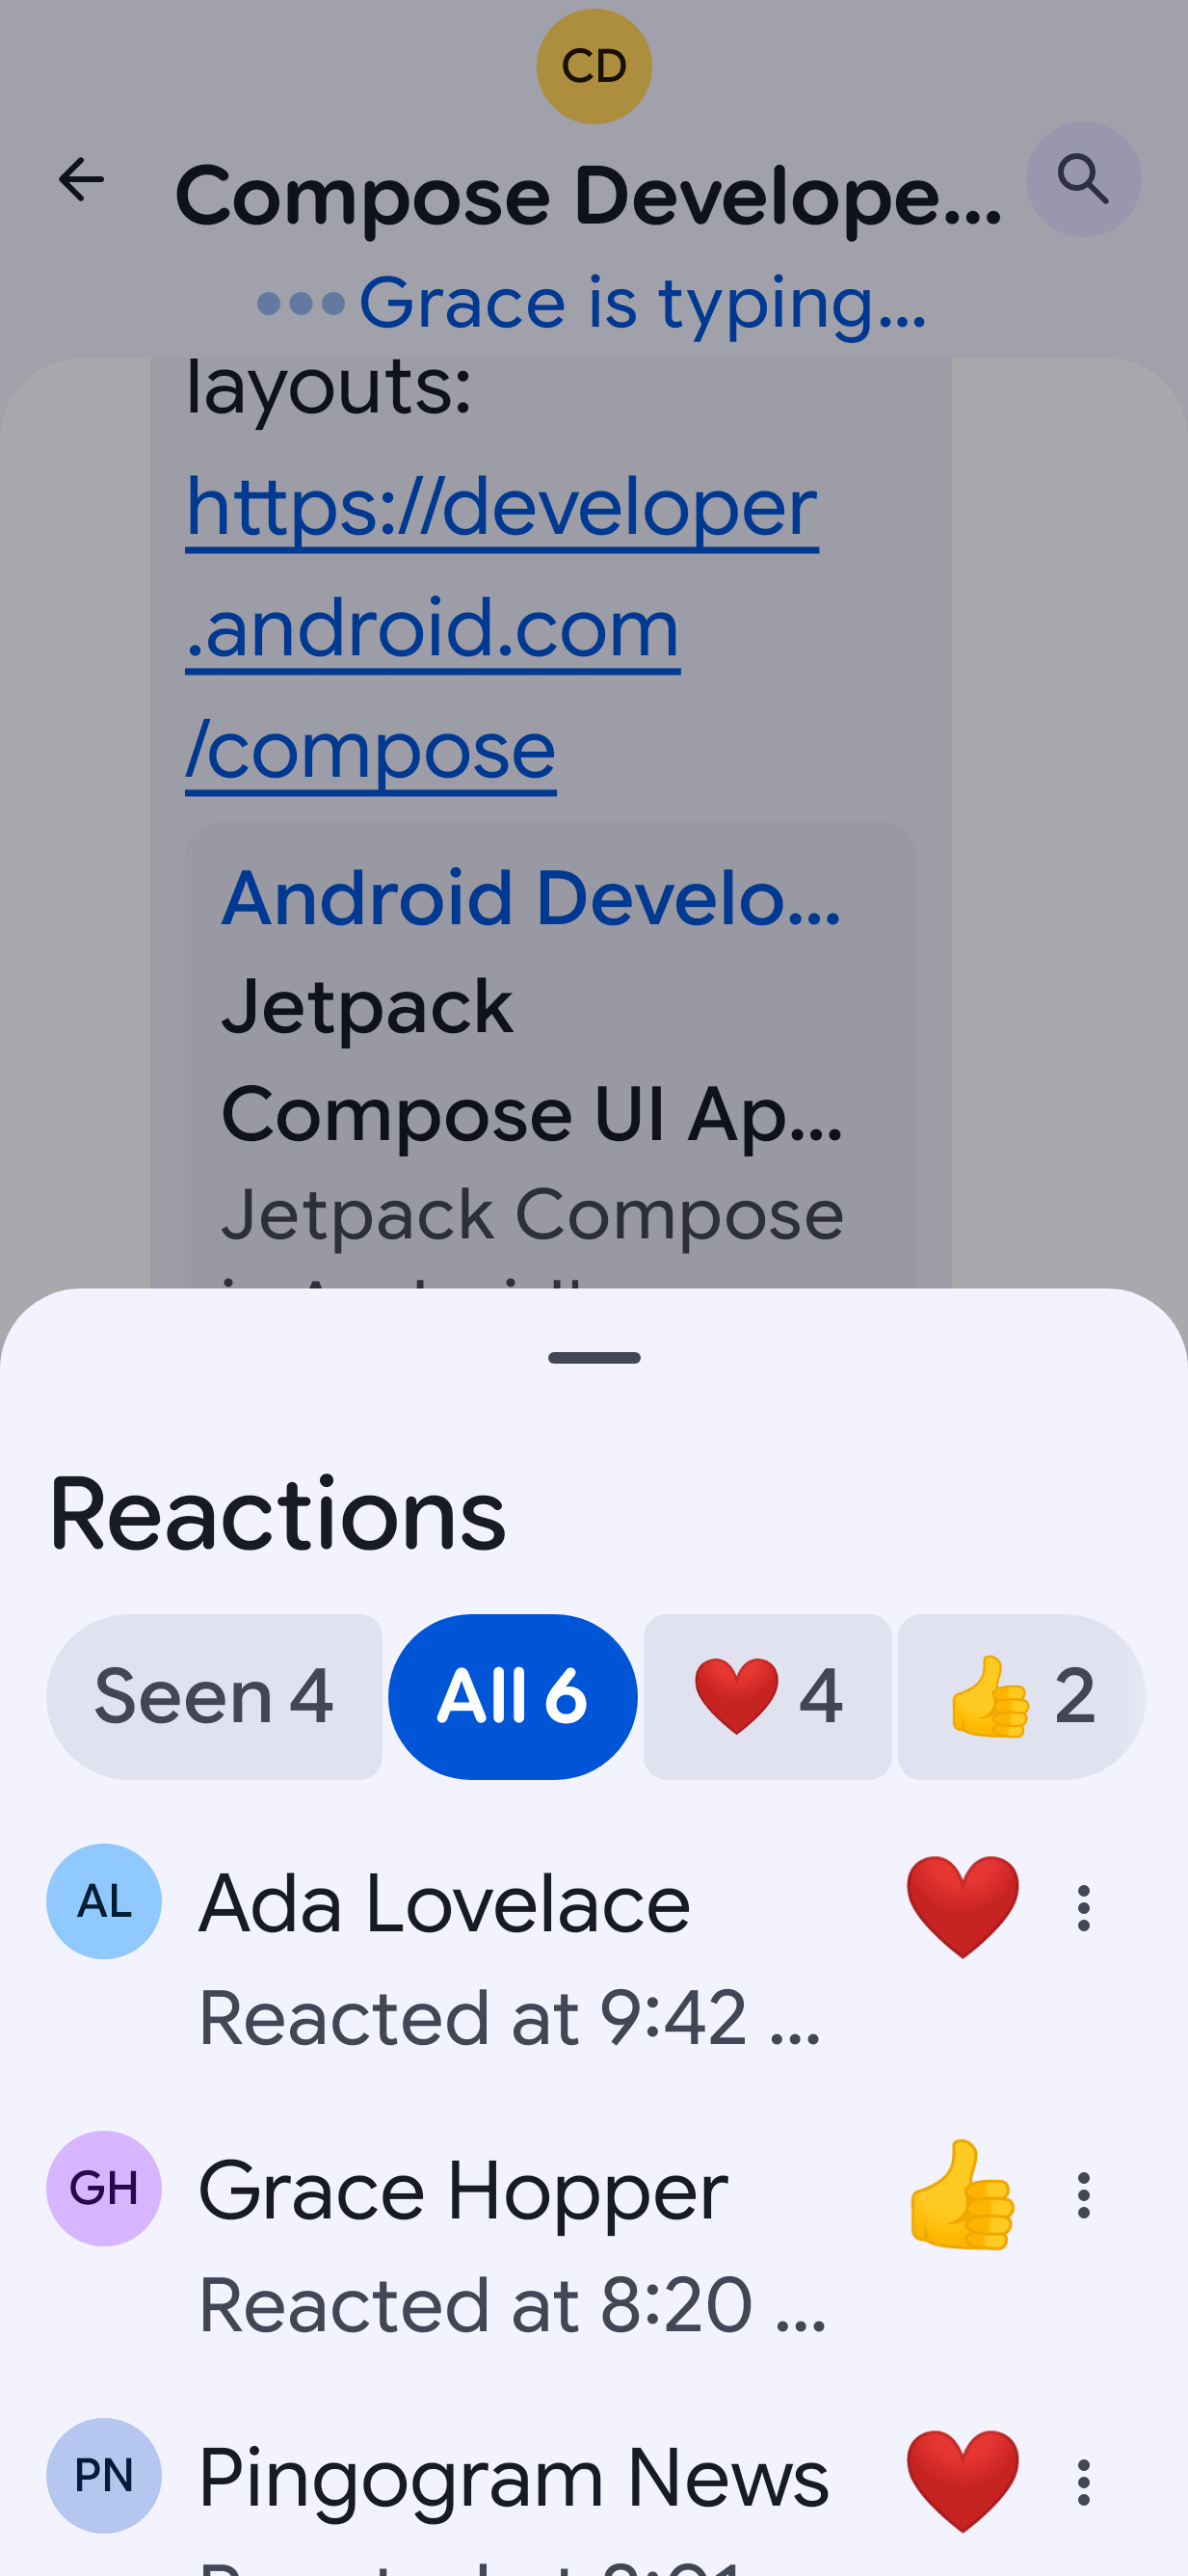 CD
Compose Develope...
Grace is typing...
layouts:
https://developer
.android.com
/compose
Android Develo...
Jetpack
Compose UI Ap...
Jetpack Compose
Reactions
Seen 4
All 6
❤️ 4
👍 2
AL
Ada Lovelace
❤️
Reacted at 9:42 ...
GH
Grace Hopper
👍
Reacted at 8:20 ...
PN
Pingogram News
❤️